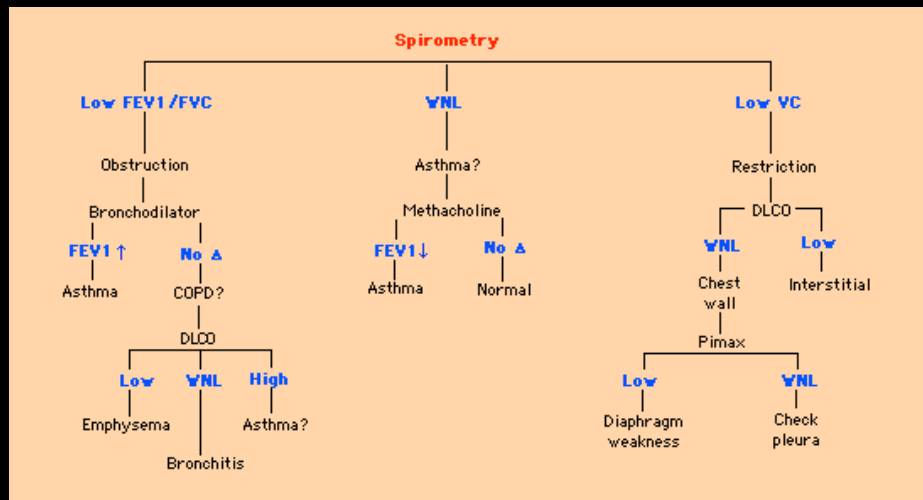 Spirometry
Low FEV1/FVC
WNL
Low VC
Obstruction
Asthma?
Restriction
Bronchodilator
Methacholine
DLCO
FEV1 ↑
No Δ
FEV1↓
No Δ
WNL
Low
Asthma
COPD?
Asthma
Normal
Chest
wall
Interstitial
DLCO
Pimax
Low
WNL
High
Low
WNL
Emphysema
Asthma?
Diaphragm
weakness
Check
pleura
Bronchitis